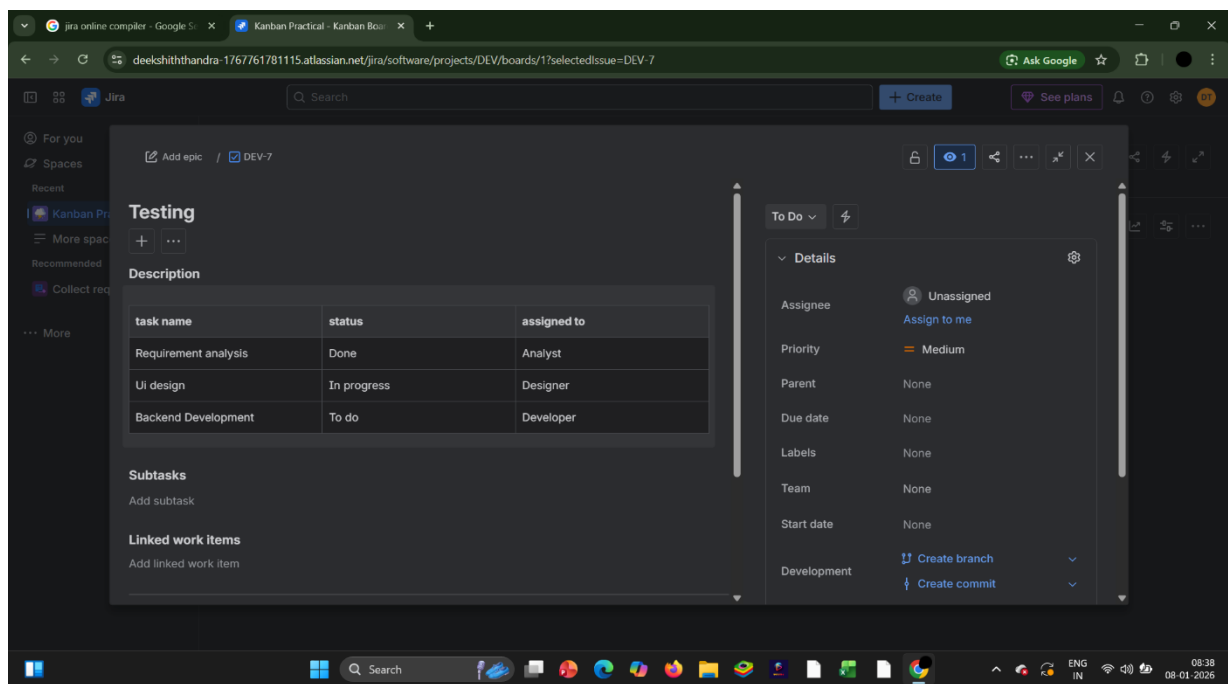 jira online compiler - Google Se
Kanban Practical - Kanban Boar
deekshiththandra-1767761781115.atlassian.net/jira/software/projects/DEV/boards/1?selectedIssue=DEV-7
Ask Google
Jira
Search
+ Create
See plans
DT
For you
Spaces
Recent
Kanban Pr
More spac
Recommended
Collect req
More
Add epic / DEV-7
1
Testing
Description
task name status assigned to
Requirement analysis Done Analyst
Ui design In progress Designer
Backend Development To do Developer
Subtasks
Add subtask
Linked work items
Add linked work item
To Do
Details
Assignee Unassigned
Assign to me
Priority Medium
Parent None
Due date None
Labels None
Team None
Start date None
Development Create branch
Create commit
Search
ENG
IN
08:38
08-01-2026